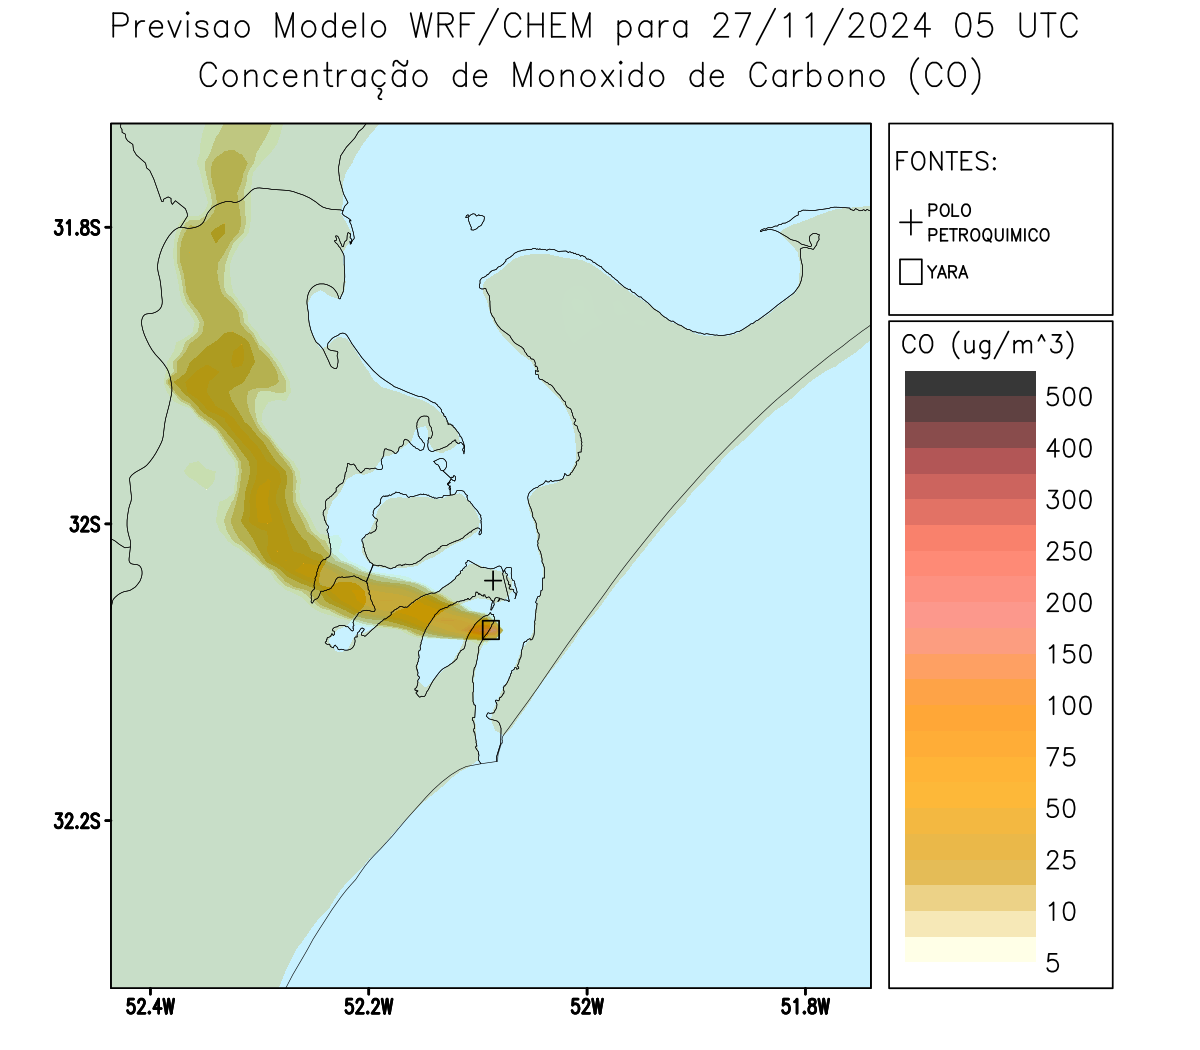 Previsao Modelo WRF/CHEM para 27/11/2024 05 UTC
Concentração de Monoxido de Carbono (CO)
FONTES:
POLO
PETROQUIMICO
YARA
CO (ug/m^3)
500
400
300
250
200
150
100
75
50
25
10
5
31.8S
32S
32.2S
52.4W
52.2W
52W
51.8W